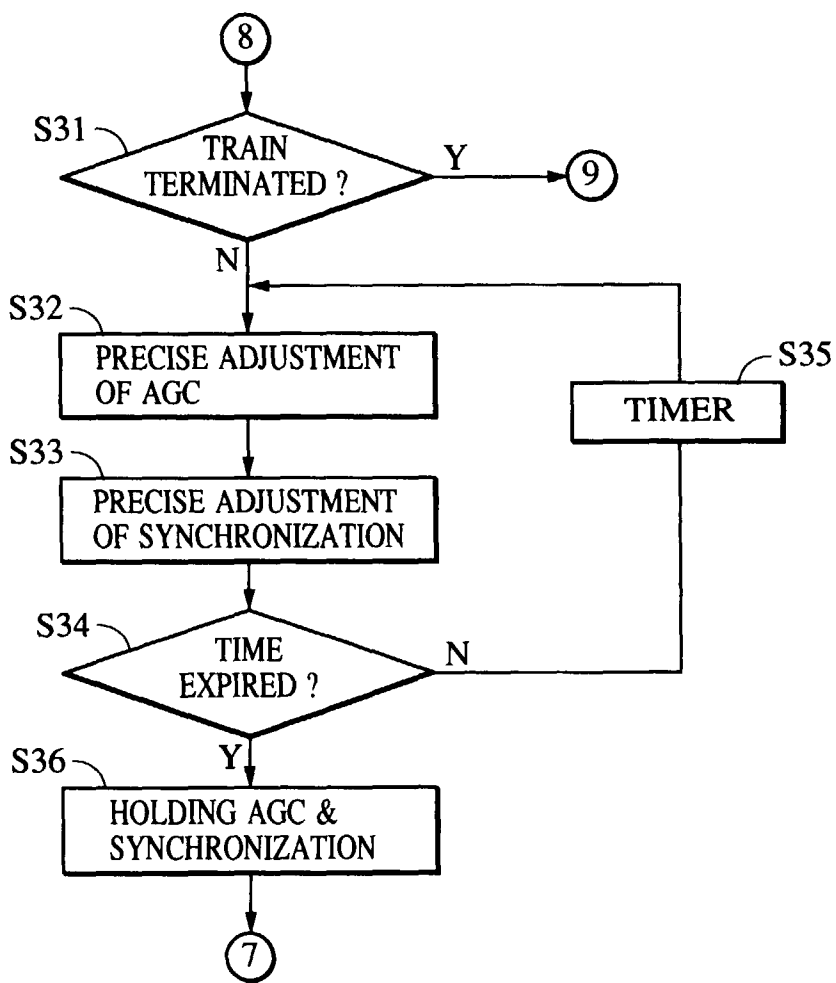 8
S31
TRAIN
TERMINATED ?
Y
9
N
S32
PRECISE ADJUSTMENT
OF AGC
S35
TIMER
S33
PRECISE ADJUSTMENT
OF SYNCHRONIZATION
S34
TIME
EXPIRED ?
N
Y
S36
HOLDING AGC &
SYNCHRONIZATION
7